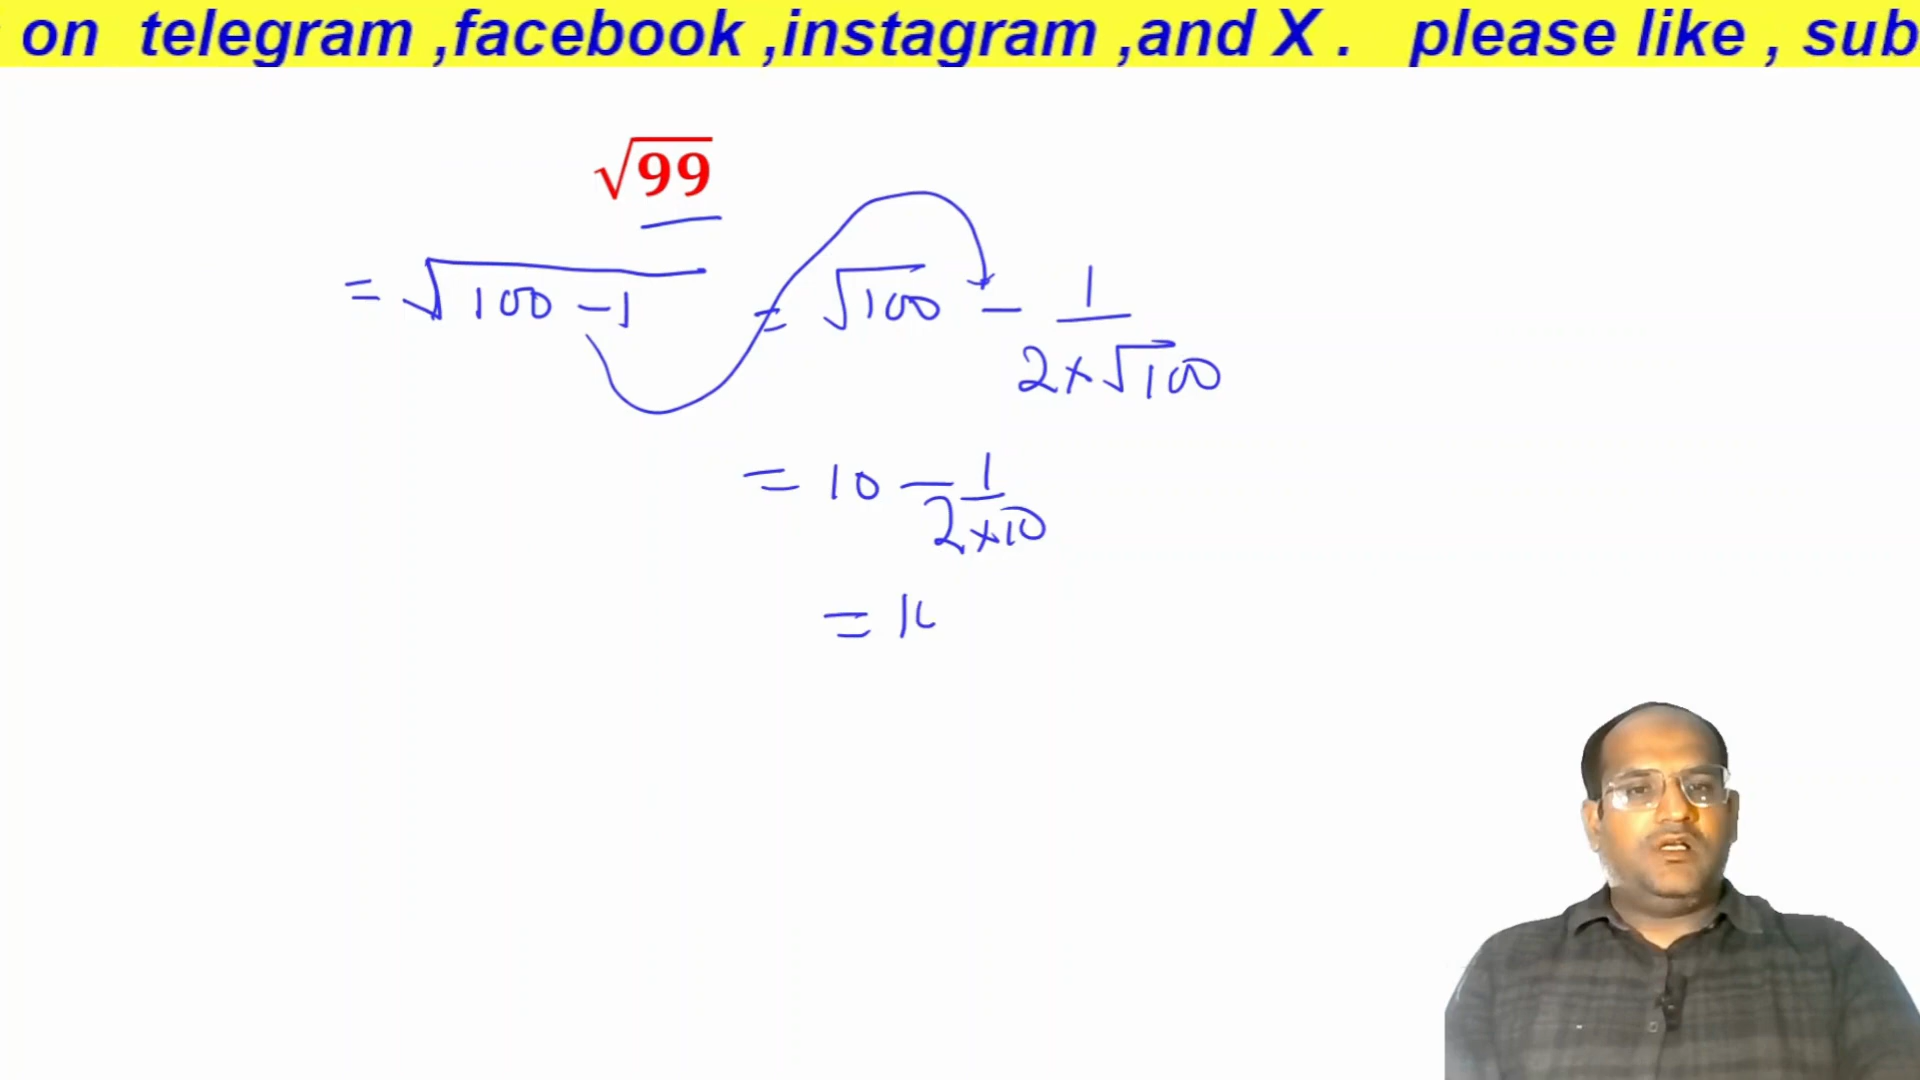 on telegram ,facebook ,instagram ,and X . please like , sub
√99
= √100 - 1 = √100 - 1/(2×√100)
= 10 - 1/(2×10)
= 10